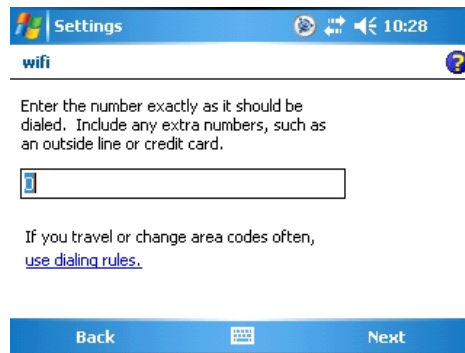 Settings
10:28
wifi
?
Enter the number exactly as it should be
dialed. Include any extra numbers, such as
an outside line or credit card.
If you travel or change area codes often,
use dialing rules.
Back
Next